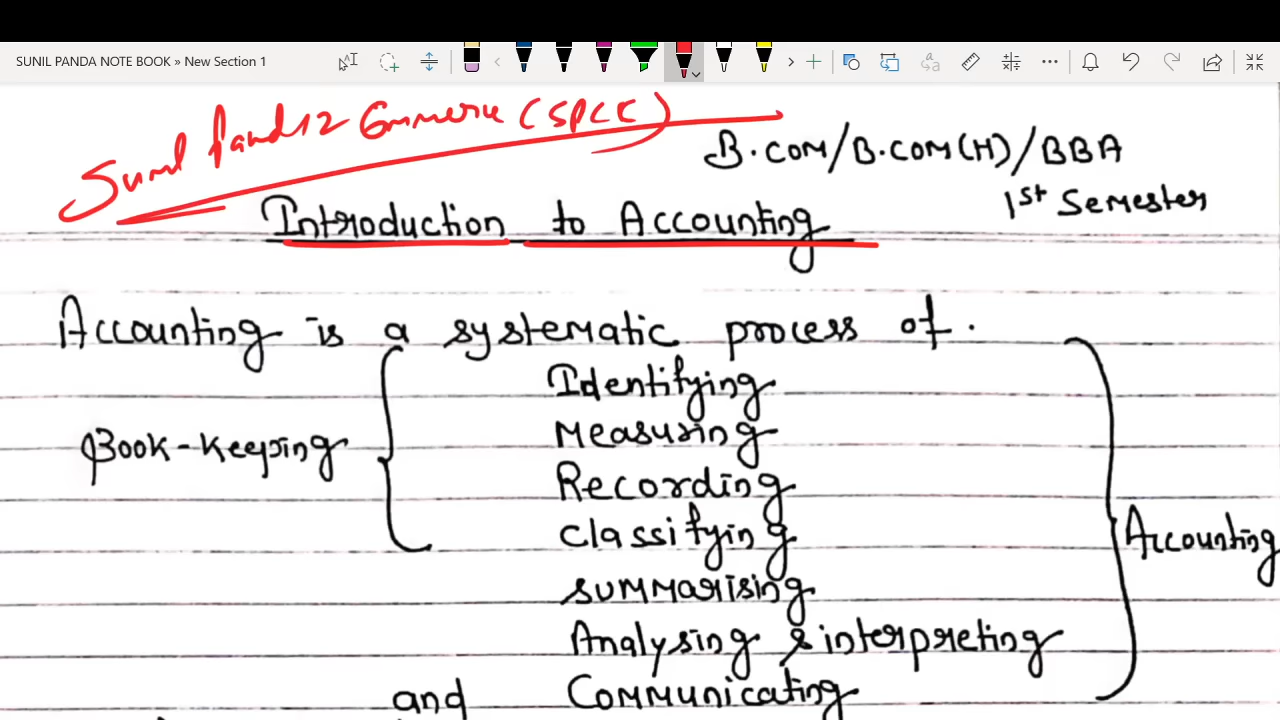 SUNIL PANDA NOTE BOOK » New Section 1
Sunil Panda12 Commerce (SPCC)
B.COM/B.COM(H)/BBA
1st Semester
Introduction to Accounting
Accounting is a systematic process of.
Identifying
Measuring
Book-Keeping
Recording
Classifying
Accounting
summarising
Analysing & interpreting
and Communicating